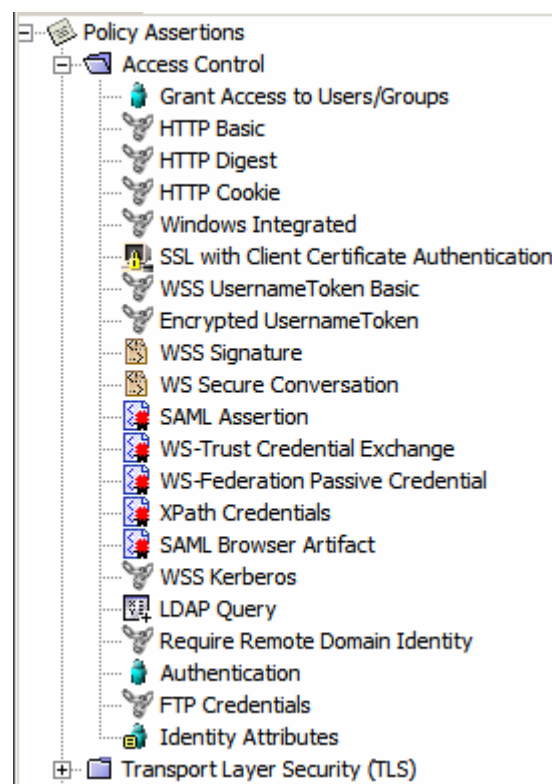 Policy Assertions
Access Control
Grant Access to Users/Groups
HTTP Basic
HTTP Digest
HTTP Cookie
Windows Integrated
SSL with Client Certificate Authentication
WSS UsernameToken Basic
Encrypted UsernameToken
WSS Signature
WS Secure Conversation
SAML Assertion
WS-Trust Credential Exchange
WS-Federation Passive Credential
XPath Credentials
SAML Browser Artifact
WSS Kerberos
LDAP Query
Require Remote Domain Identity
Authentication
FTP Credentials
Identity Attributes
Transport Layer Security (TLS)